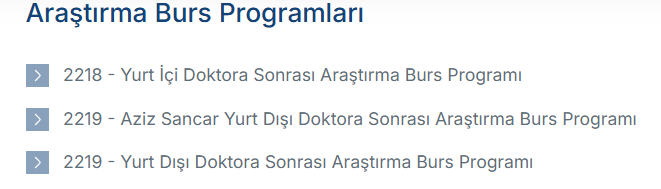 Araştırma Burs Programları
2218 - Yurt İçi Doktora Sonrası Araştırma Burs Programı
2219 - Aziz Sancar Yurt Dışı Doktora Sonrası Araştırma Burs Programı
2219 - Yurt Dışı Doktora Sonrası Araştırma Burs Programı